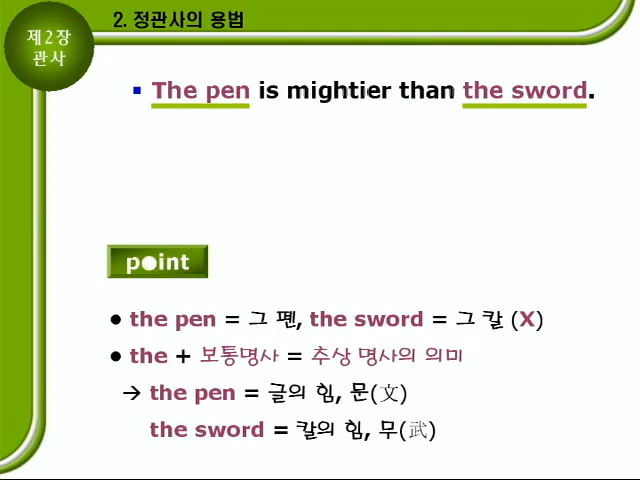 제2장
관사
2. 정관사의 용법
▪ The pen is mightier than the sword.
point
● the pen = 그 펜, the sword = 그 칼 (X)
● the + 보통명사 = 추상 명사의 의미
→ the pen = 글의 힘, 문(文)
the sword = 칼의 힘, 무(武)